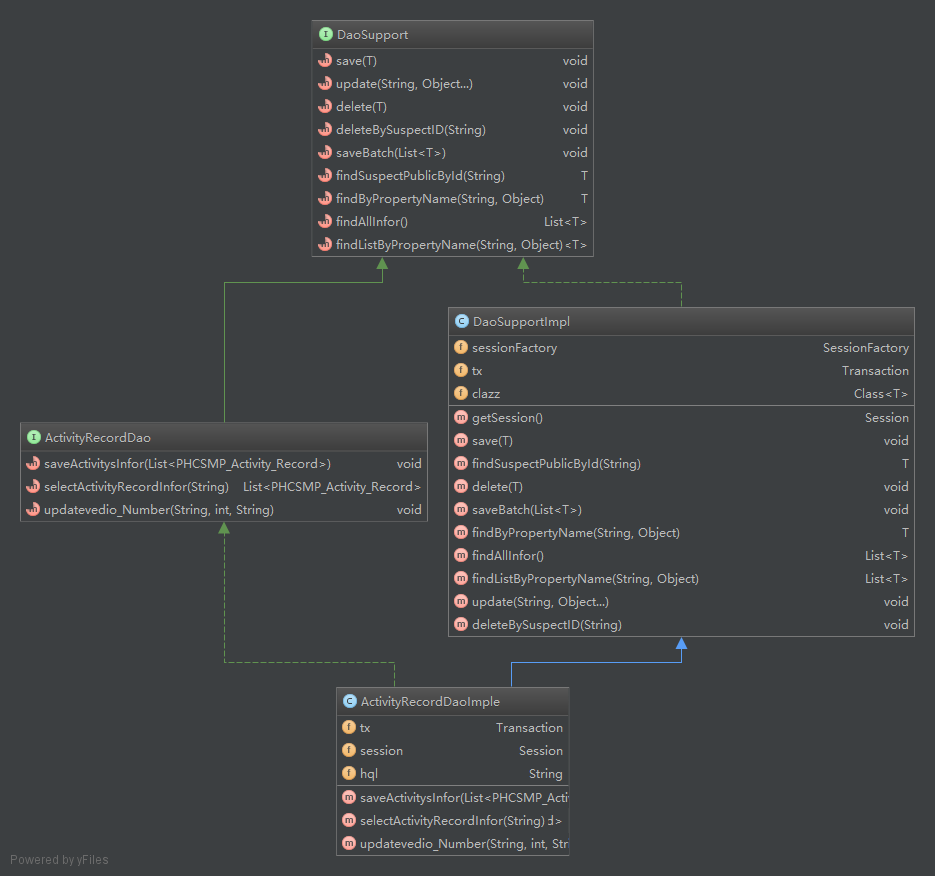 DaoSupport
save(T) void
update(String, Object...) void
delete(T) void
deleteBySuspectID(String) void
saveBatch(List<T>) void
findSuspectPublicById(String) T
findByPropertyName(String, Object) T
findAllInfor() List<T>
findListByPropertyName(String, Object) <T>
DaoSupportImpl
sessionFactory SessionFactory
tx Transaction
clazz Class<T>
getSession() Session
save(T) void
findSuspectPublicById(String) T
delete(T) void
saveBatch(List<T>) void
findByPropertyName(String, Object) T
findAllInfor() List<T>
findListByPropertyName(String, Object) List<T>
update(String, Object...) void
deleteBySuspectID(String) void
ActivityRecordDao
saveActivitysInfor(List<PHCSMP_Activity_Record>) void
selectActivityRecordInfor(String) List<PHCSMP_Activity_Record>
updatevedio_Number(String, int, String) void
ActivityRecordDaoImple
tx Transaction
session Session
hql String
saveActivitysInfor(List<PHCSMP_Acti
selectActivityRecordInfor(String) d>
updatevedio_Number(String, int, Str
Powered by yFiles